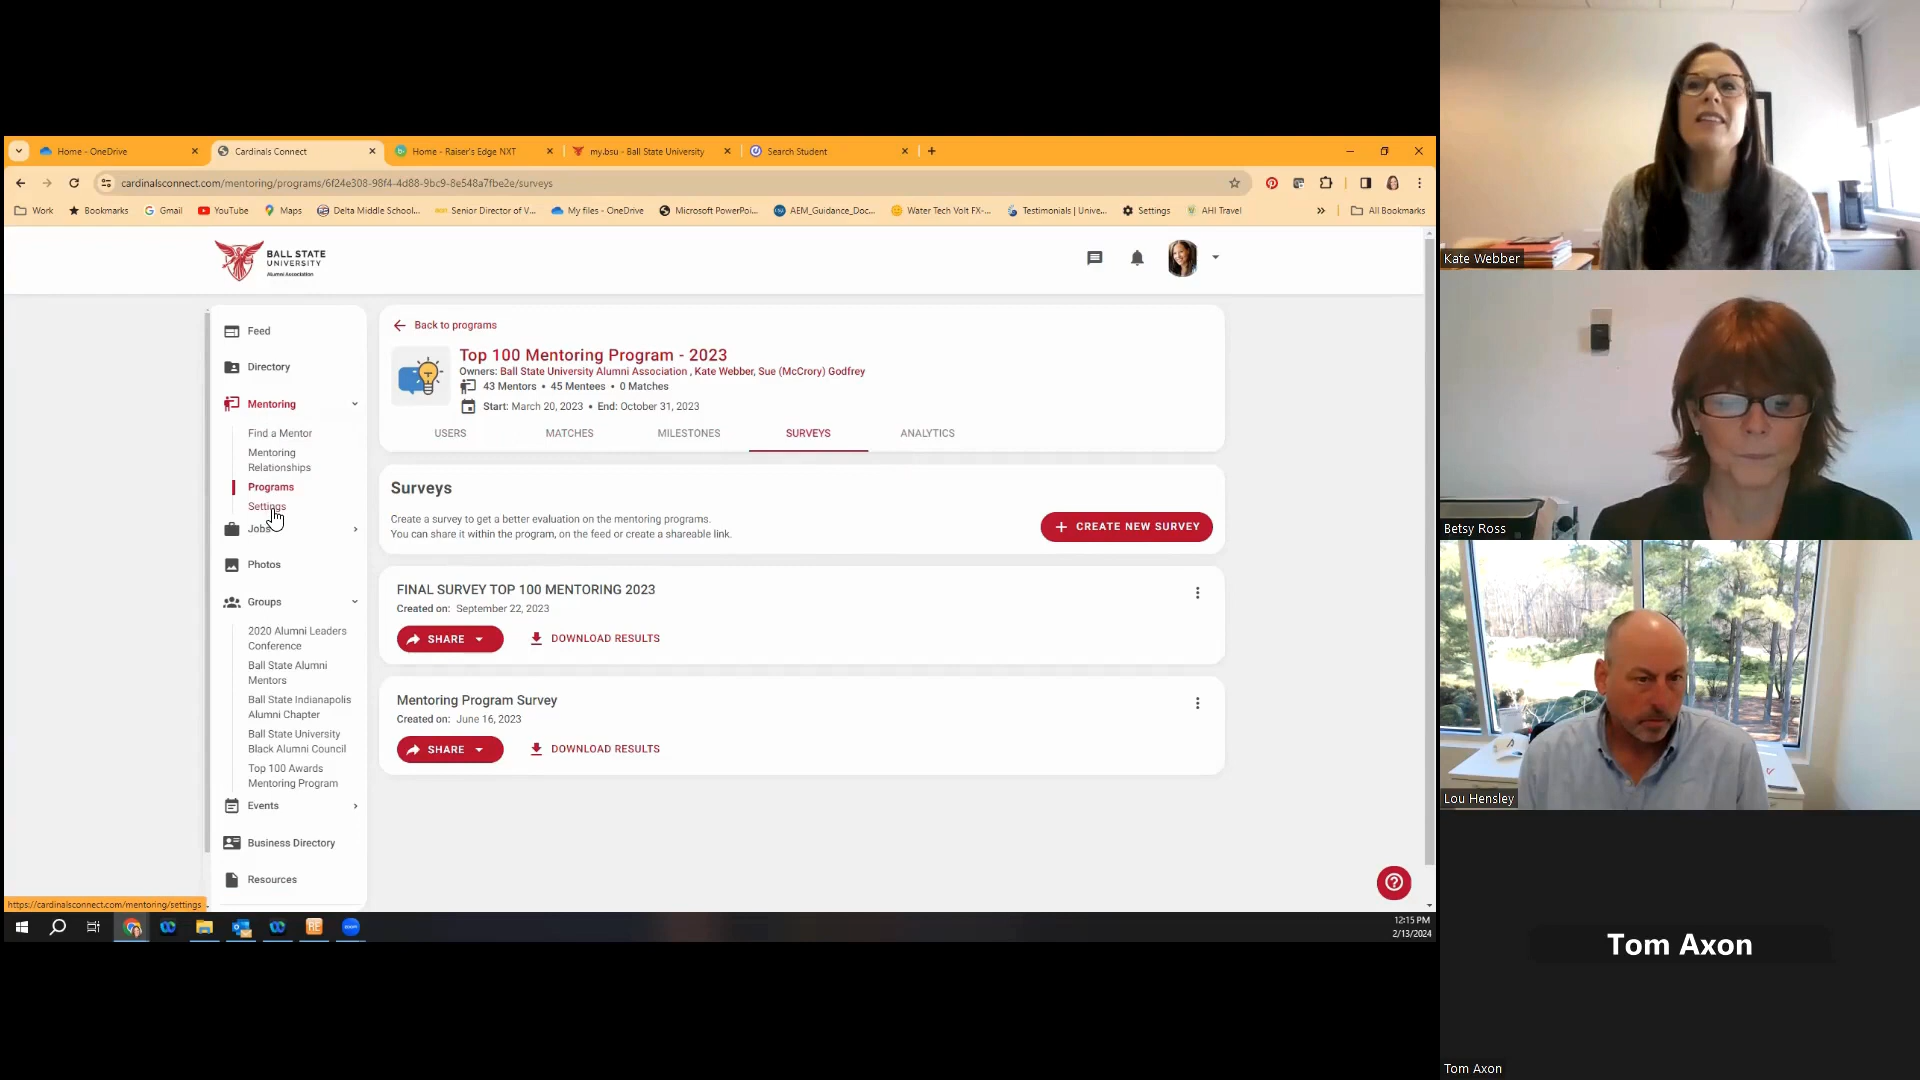 Home - OneDrive
Cardinals Connect
Home - Raiser's Edge NXT
my.bsu - Ball State University
Search Student
cardinalsconnect.com/mentoring/programs/6f24e308-98f4-4d88-9bc9-8e548a7fbe2e/surveys
Work
Bookmarks
Gmail
YouTube
Maps
Delta Middle School...
Senior Director of V...
My files - OneDrive
Microsoft PowerPoi...
AEM_Guidance_Doc...
Water Tech Volt FX-...
Testimonials | Unive...
Settings
AHI Travel
All Bookmarks
BALL STATE
UNIVERSITY
Alumni Association
Feed
Directory
Mentoring
Find a Mentor
Mentoring
Relationships
Programs
Settings
Jobs
Photos
Groups
2020 Alumni Leaders
Conference
Ball State Alumni
Mentors
Ball State Indianapolis
Alumni Chapter
Ball State University
Black Alumni Council
Top 100 Awards
Mentoring Program
Events
Business Directory
Resources
Back to programs
Top 100 Mentoring Program - 2023
Owners: Ball State University Alumni Association , Kate Webber, Sue (McCrory) Godfrey
43 Mentors • 45 Mentees • 0 Matches
Start: March 20, 2023 • End: October 31, 2023
USERS
MATCHES
MILESTONES
SURVEYS
ANALYTICS
Surveys
Create a survey to get a better evaluation on the mentoring programs.
You can share it within the program, on the feed or create a shareable link.
CREATE NEW SURVEY
FINAL SURVEY TOP 100 MENTORING 2023
Created on: September 22, 2023
SHARE
DOWNLOAD RESULTS
Mentoring Program Survey
Created on: June 16, 2023
SHARE
DOWNLOAD RESULTS
https://cardinalsconnect.com/mentoring/settings
RE
zoom
12:15 PM
2/13/2024
Kate Webber
Betsy Ross
Lou Hensley
Tom Axon
Tom Axon